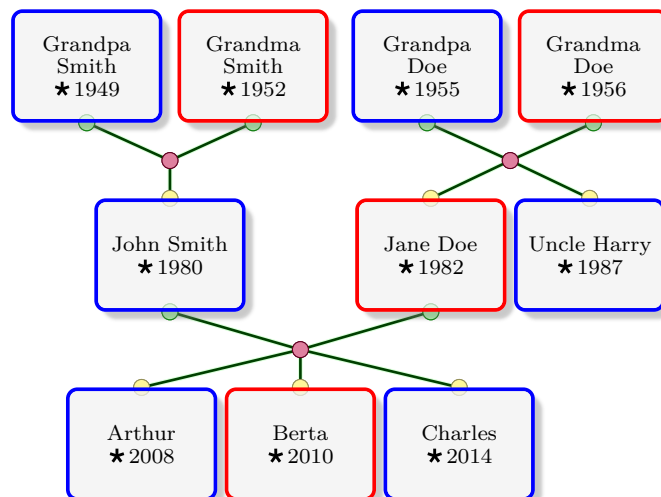 Grandpa
Smith
★1949
Grandma
Smith
★1952
Grandpa
Doe
★1955
Grandma
Doe
★1956
John Smith
★1980
Jane Doe
★1982
Uncle Harry
★1987
Arthur
★2008
Berta
★2010
Charles
★2014